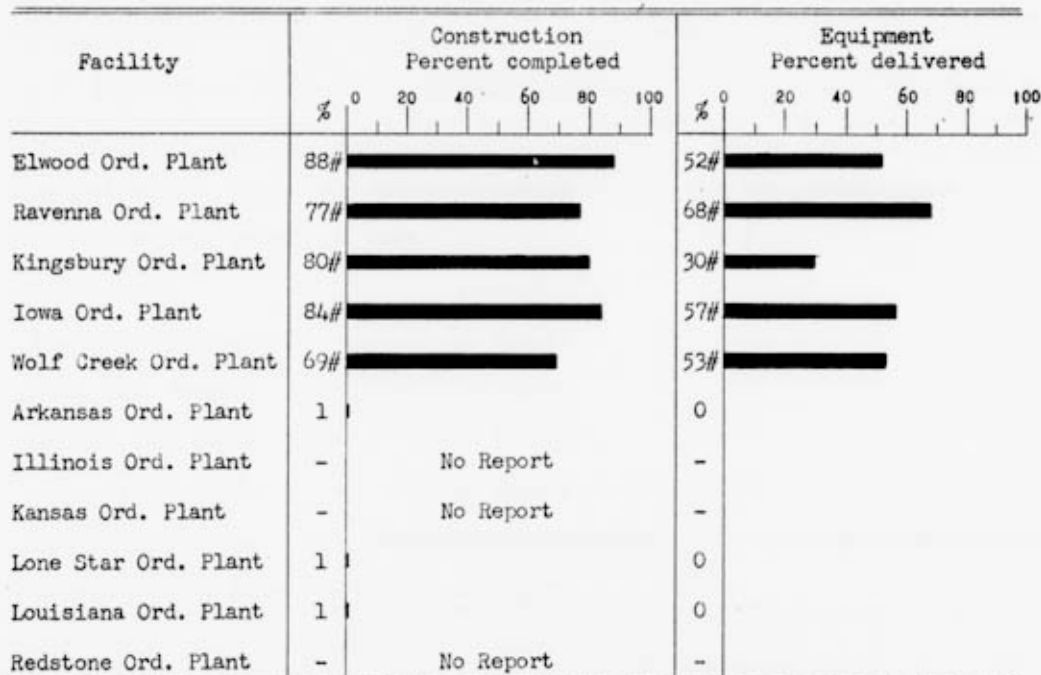 Facility
Construction
Percent completed
Equipment
Percent delivered
% 0 20 40 60 80 100 % 0 20 40 60 80 100
Elwood Ord. Plant 88# 52#
Ravenna Ord. Plant 77# 68#
Kingsbury Ord. Plant 80# 30#
Iowa Ord. Plant 84# 57#
Wolf Creek Ord. Plant 69# 53#
Arkansas Ord. Plant 1 0
Illinois Ord. Plant - No Report -
Kansas Ord. Plant - No Report -
Lone Star Ord. Plant 1 0
Louisiana Ord. Plant 1 0
Redstone Ord. Plant - No Report -